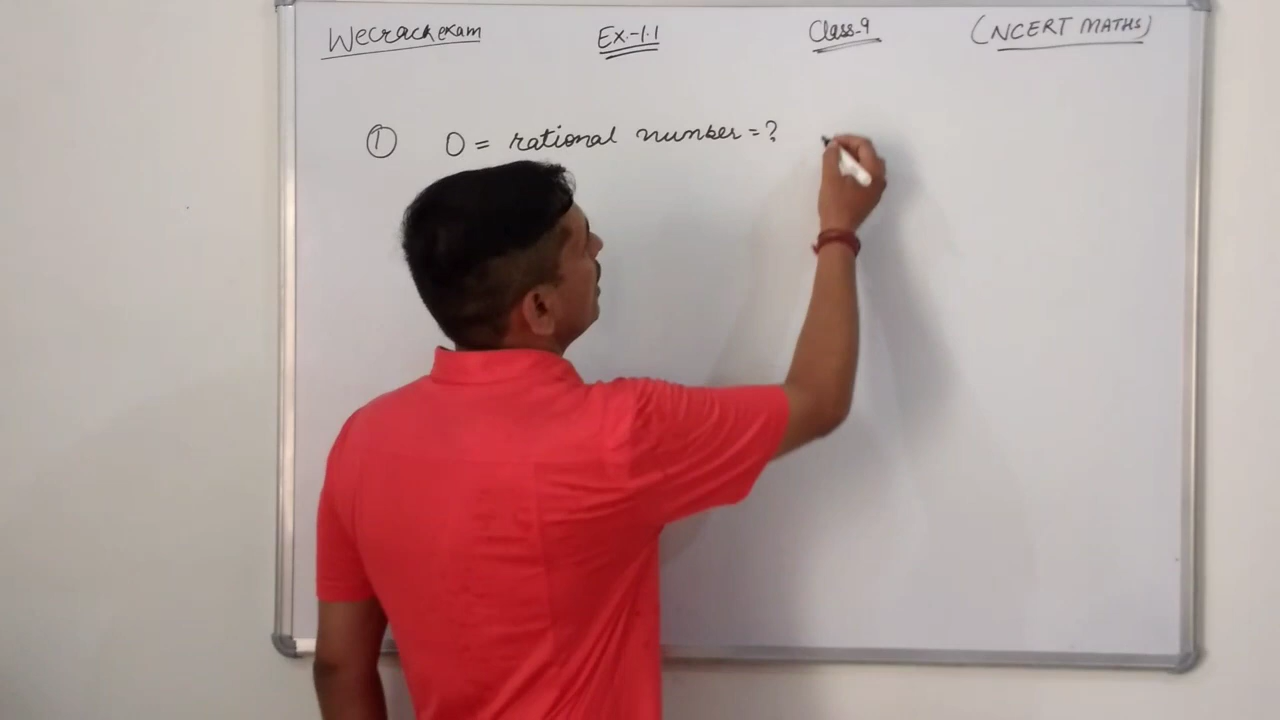 Wecrackexam Ex.-1.1 Class-9 (NCERT MATHS)
① 0 = rational number = ?